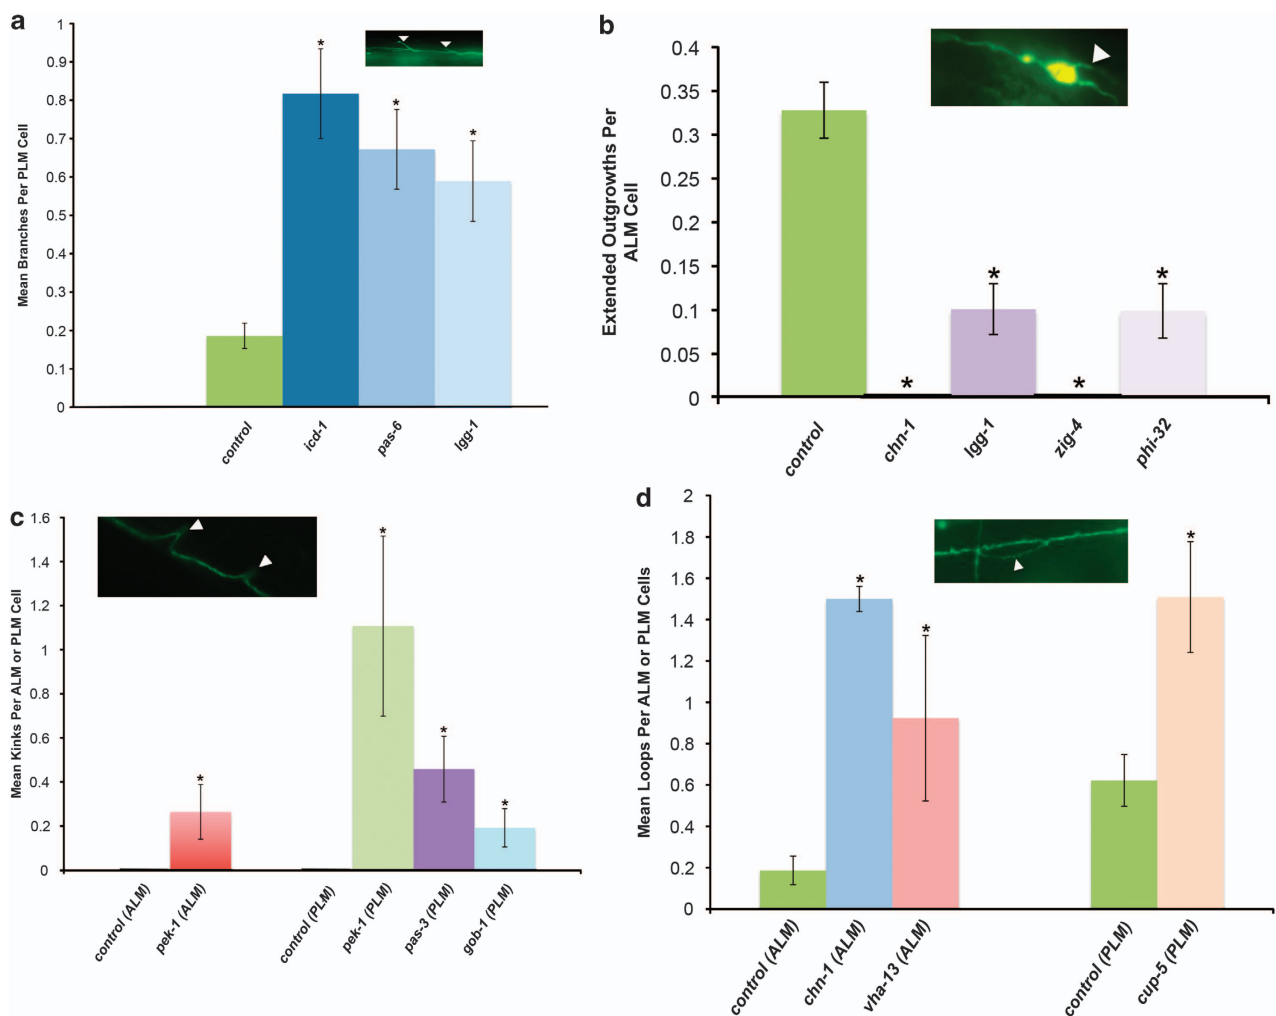 a
Mean Branches Per PLM Cell
1
0.9
0.8
0.7
0.6
0.5
0.4
0.3
0.2
0.1
0
*
*
*
control
icd-1
pas-6
lgg-1
b
Extended Outgrowths Per
ALM Cell
0.4
0.35
0.3
0.25
0.2
0.15
0.1
0.05
0
*
*
*
*
control
chn-1
lgg-1
zig-4
phi-32
c
Mean Kinks Per ALM or PLM Cell
1.6
1.4
1.2
1
0.8
0.6
0.4
0.2
0
*
*
*
*
control (ALM)
pek-1 (ALM)
control (PLM)
pek-1 (PLM)
pas-3 (PLM)
gob-1 (PLM)
d
Mean Loops Per ALM or PLM Cells
2
1.8
1.6
1.4
1.2
1
0.8
0.6
0.4
0.2
0
*
*
*
control (ALM)
chn-1 (ALM)
vha-13 (ALM)
control (PLM)
cup-5 (PLM)